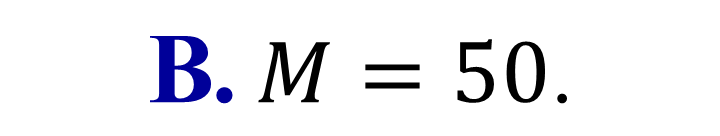 B. M = 50.